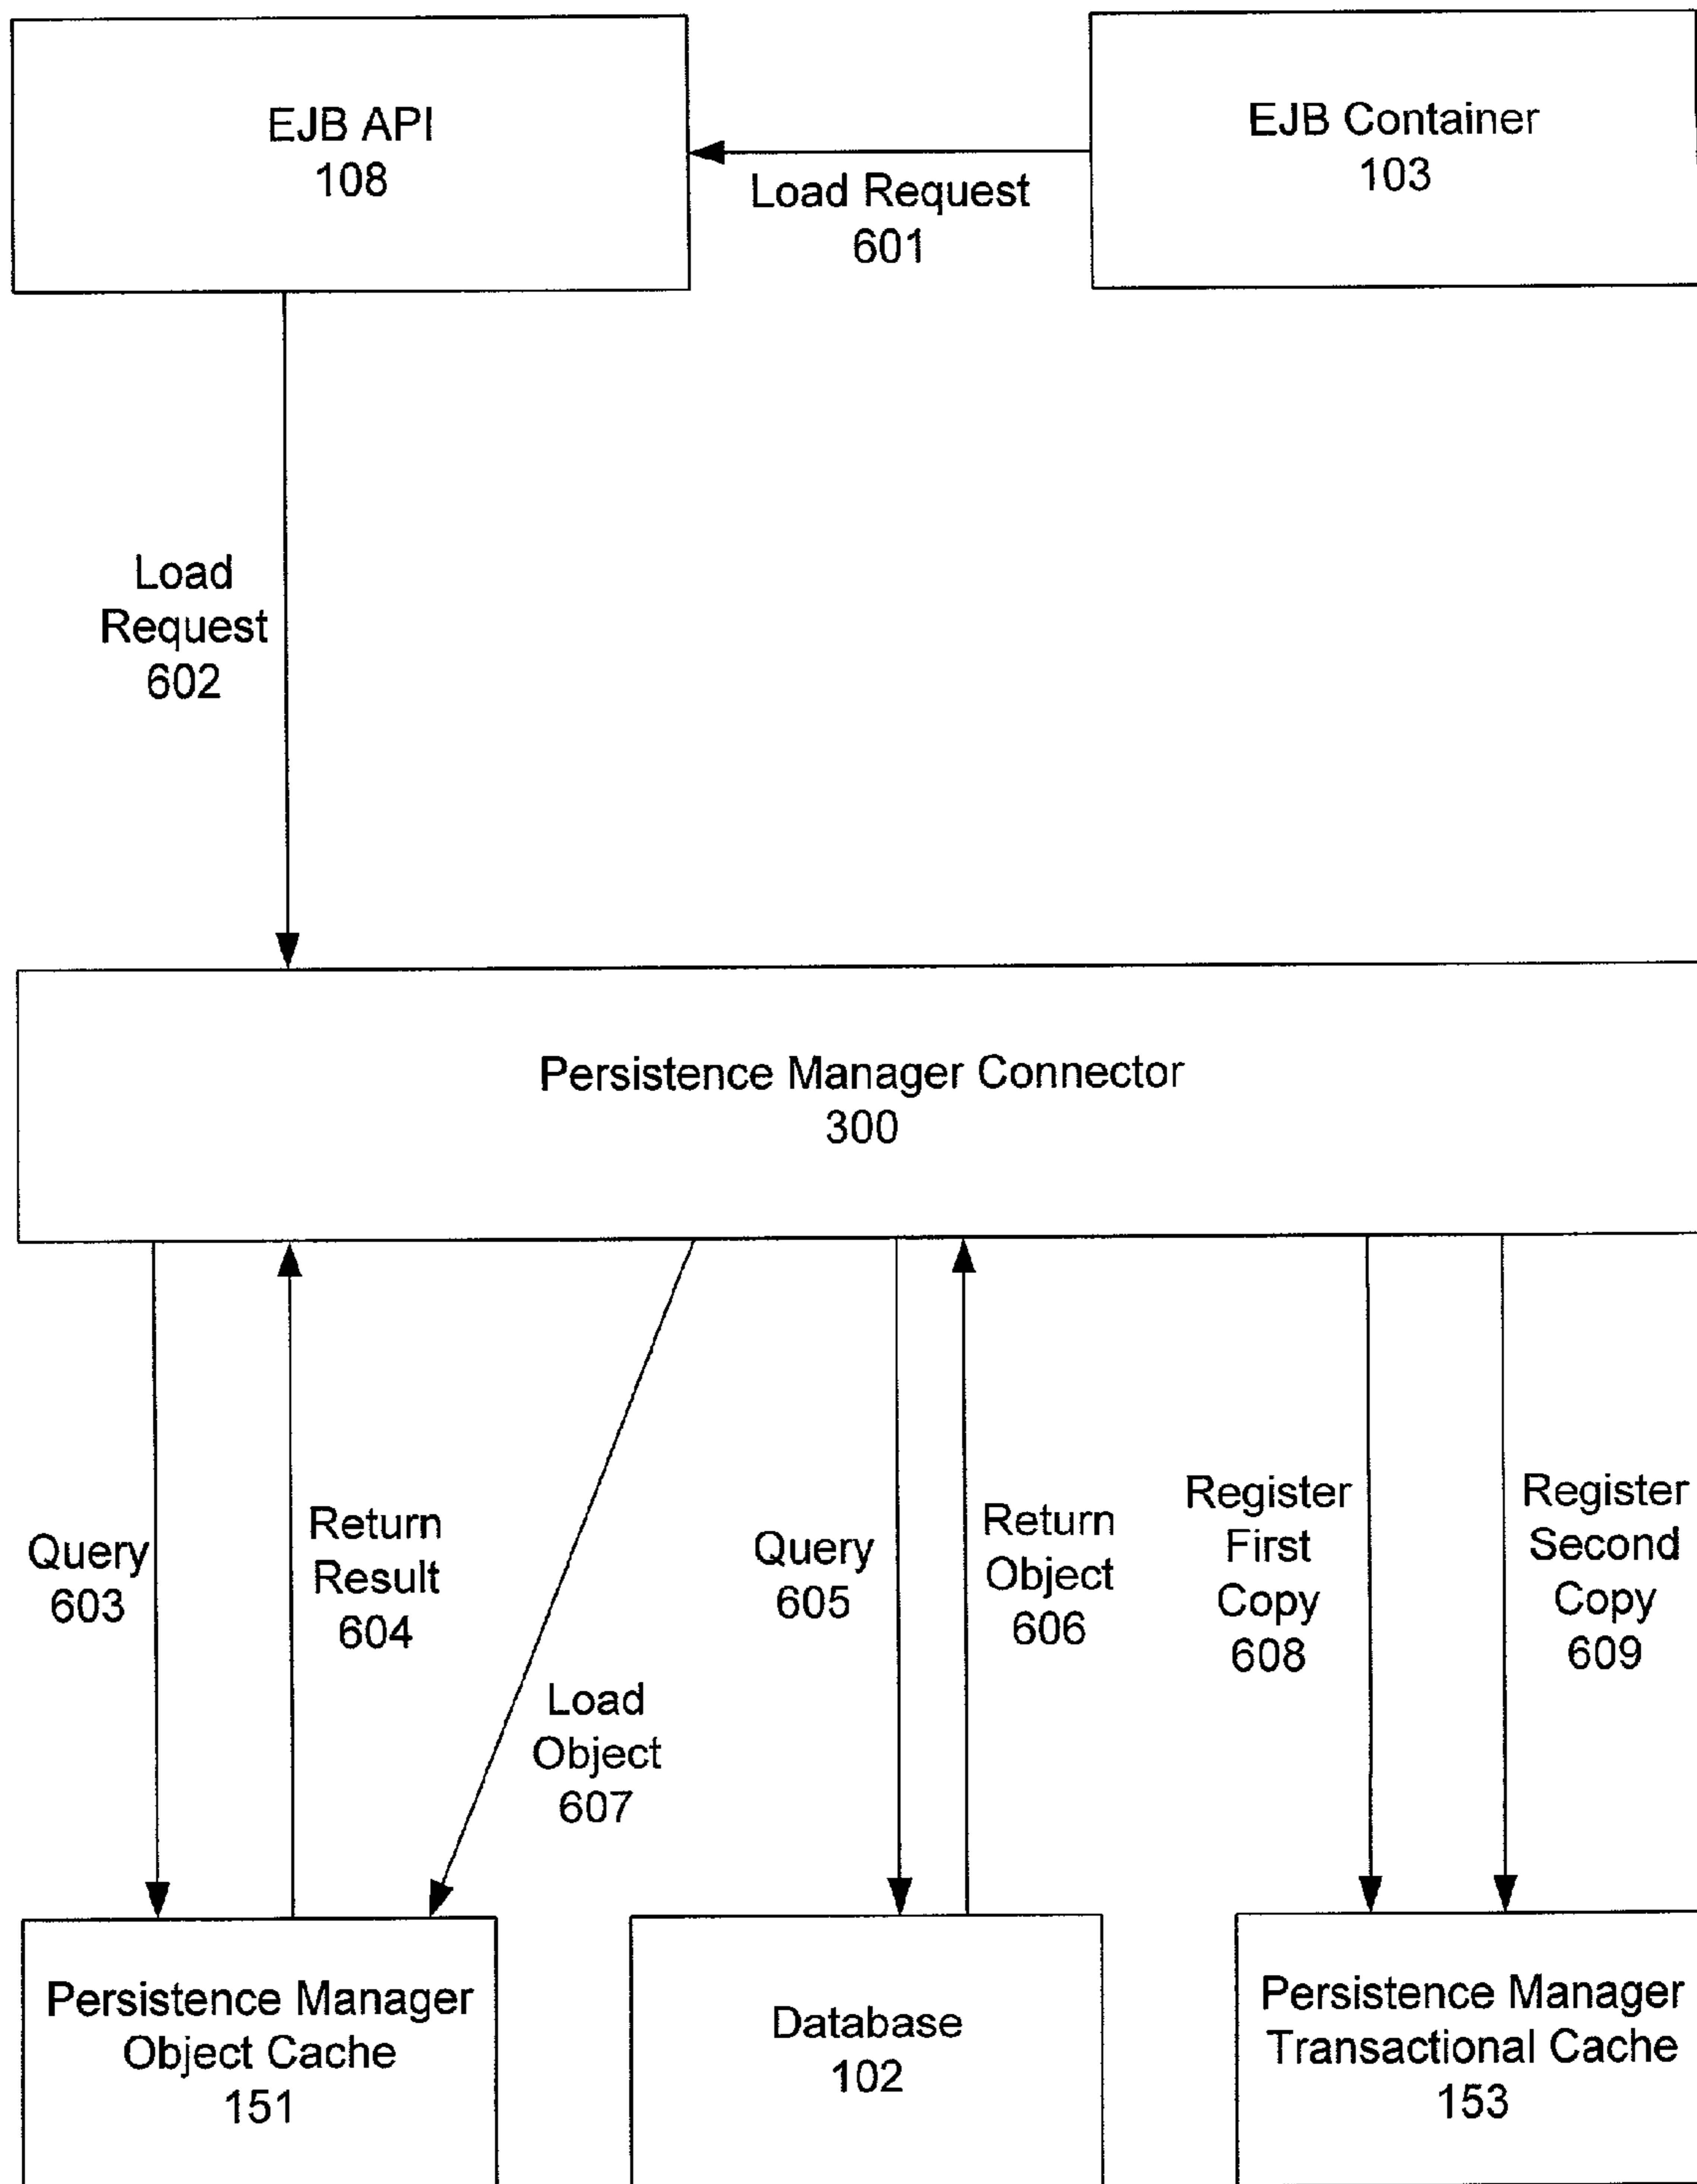 EJB API
108
EJB Container
103
Load Request
601
Load
Request
602
Persistence Manager Connector
300
Query
603
Return
Result
604
Load
Object
607
Query
605
Return
Object
606
Register
First
Copy
608
Register
Second
Copy
609
Persistence Manager
Object Cache
151
Database
102
Persistence Manager
Transactional Cache
153